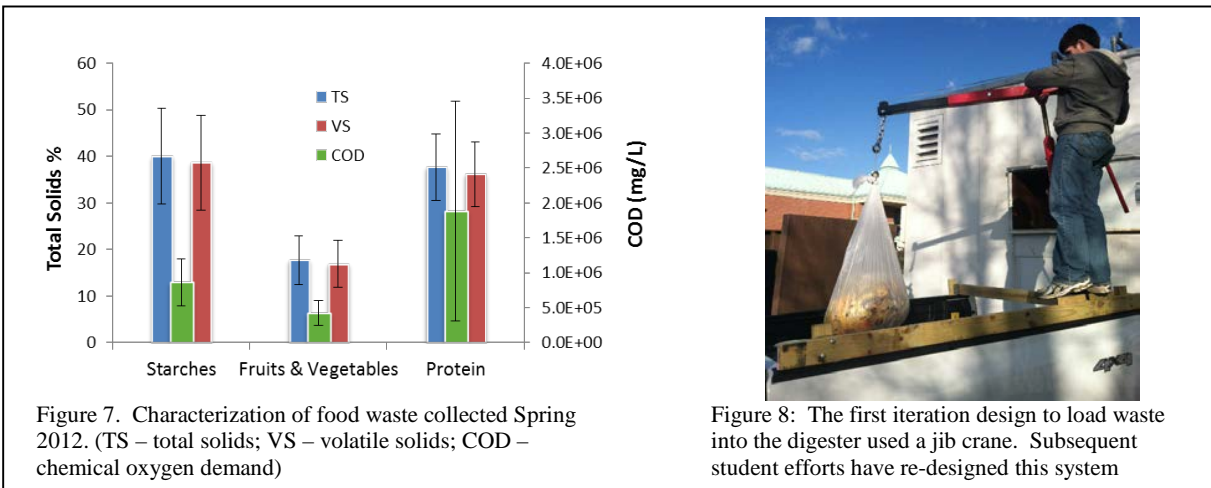 60
50
40
30
20
10
0
Total Solids %
TS
VS
COD
4.0E+06
3.5E+06
3.0E+06
2.5E+06
2.0E+06
1.5E+06
1.0E+06
5.0E+05
0.0E+00
COD (mg/L)
Starches Fruits & Vegetables Protein
Figure 7. Characterization of food waste collected Spring
2012. (TS – total solids; VS – volatile solids; COD –
chemical oxygen demand)
4x4
Figure 8: The first iteration design to load waste
into the digester used a jib crane. Subsequent
student efforts have re-designed this system